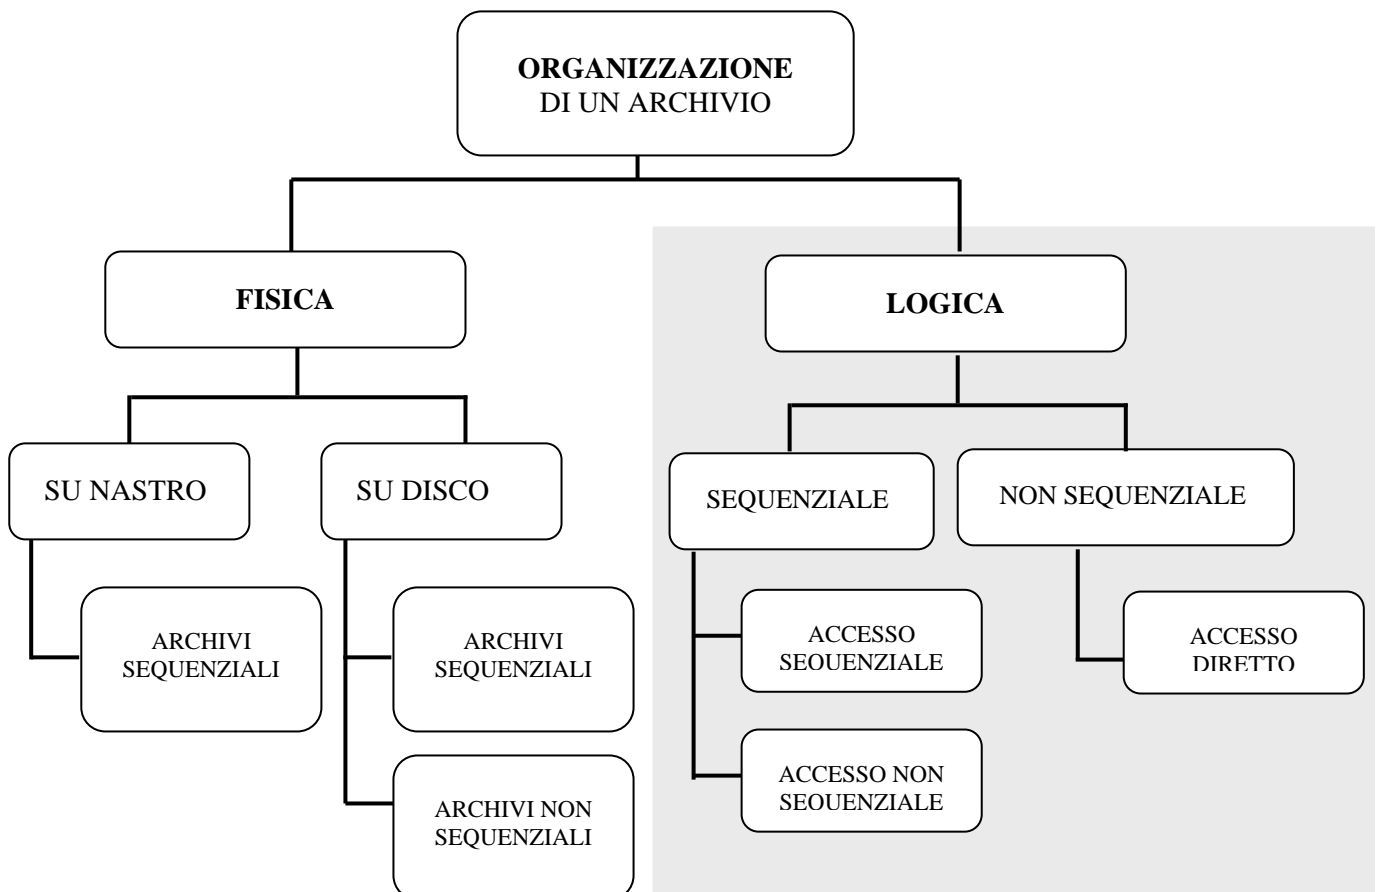 ORGANIZZAZIONE
DI UN ARCHIVIO
FISICA
LOGICA
SU NASTRO
SU DISCO
SEQUENZIALE
NON SEQUENZIALE
ARCHIVI
SEQUENZIALI
ARCHIVI
SEQUENZIALI
ARCHIVI NON
SEQUENZIALI
ACCESSO
SEQUENZIALE
ACCESSO NON
SEQUENZIALE
ACCESSO
DIRETTO